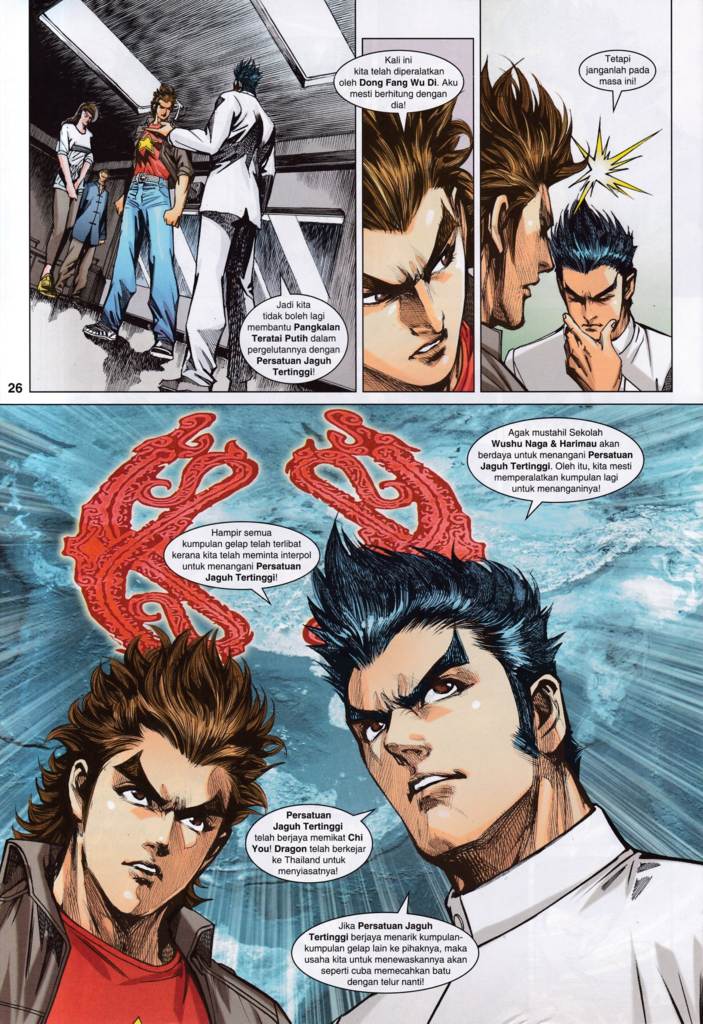 Kali ini
kita telah diperalatkan
oleh Dong Fang Wu Di. Aku
mesti berhitung dengan
dia!
Tetapi
janganlah pada
masa ini!
Jadi kita
tidak boleh lagi
membantu Pangkalan
Teratai Putih dalam
pergelutannya dengan
Persatuan Jaguh
Tertinggi!
26
Agak mustahil Sekolah
Wushu Naga & Harimau akan
berdaya untuk menangani Persatuan
Jaguh Tertinggi. Oleh itu, kita mesti
memperalatkan kumpulan lagi
untuk menanganinya!
Hampir semua
kumpulan gelap telah terlibat
kerana kita telah meminta interpol
untuk menangani Persatuan
Jaguh Tertinggi!
Persatuan
Jaguh Tertinggi
telah berjaya memikat Chi
You! Dragon telah berkejar
ke Thailand untuk
menyiasatnya!
Jika Persatuan Jaguh
Tertinggi berjaya menarik kumpulan-
kumpulan gelap lain ke pihaknya, maka
usaha kita untuk menewaskannya akan
seperti cuba memecahkan batu
dengan telur nanti!